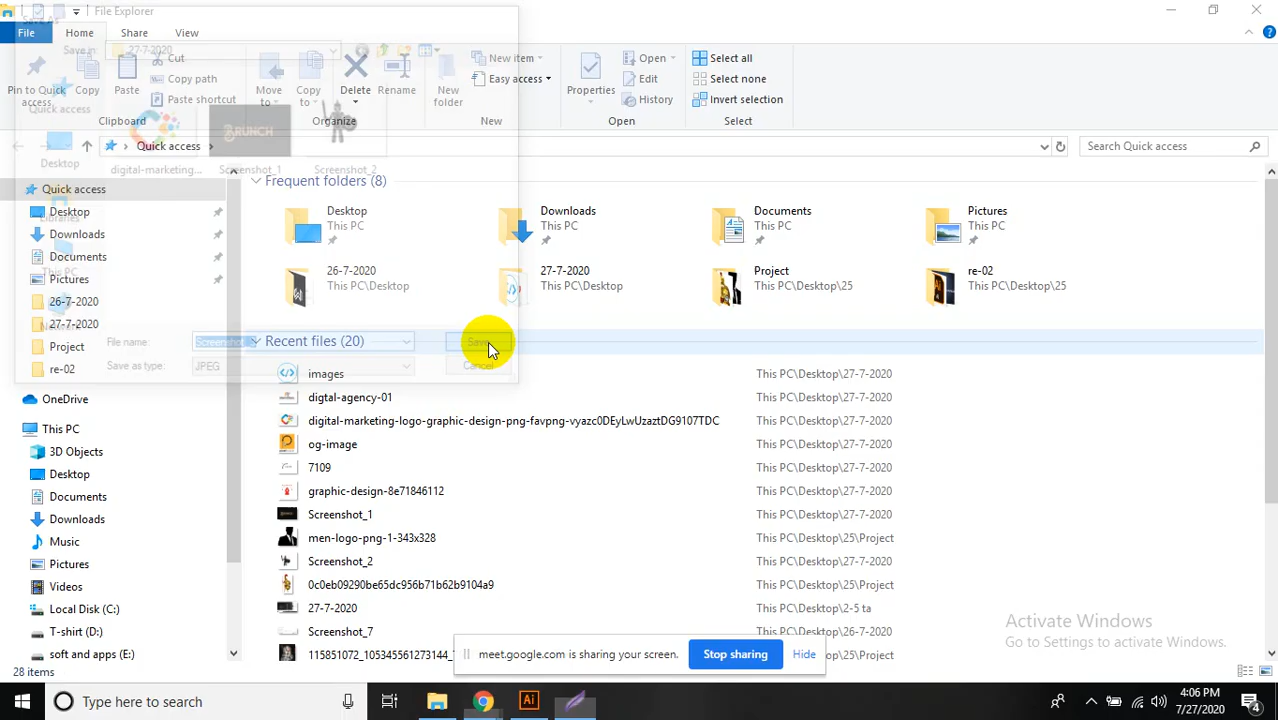 File Explorer
Save As
File Home Share View
Save in: 27-7-2020
Pin to Quick access
Copy
Paste
Cut
Copy path
Paste shortcut
Move to
Copy to
Delete
Rename
New folder
New item
Easy access
Properties
Open
Edit
History
Select all
Select none
Invert selection
Clipboard Organize New Open Select
Quick access
BRUNCH
Quick access
Search Quick access
Desktop
digital-marketing... Screenshot_1 Screenshot_2
Quick access
Desktop
Downloads
Documents
Pictures
26-7-2020
27-7-2020
Project
re-02
OneDrive
This PC
3D Objects
Desktop
Documents
Downloads
Music
Pictures
Videos
Local Disk (C:)
T-shirt (D:)
soft and apps (E:)
Libraries
This PC
File name: Screenshot
Save
Save as type: JPEG
Cancel
Frequent folders (8)
Desktop
This PC
Downloads
This PC
Documents
This PC
Pictures
This PC
26-7-2020
This PC\Desktop
27-7-2020
This PC\Desktop
Project
This PC\Desktop\25
re-02
This PC\Desktop\25
Recent files (20)
images This PC\Desktop\27-7-2020
digtal-agency-01 This PC\Desktop\27-7-2020
digital-marketing-logo-graphic-design-png-favpng-vyazc0DEyLwUzaztDG9107TDC This PC\Desktop\27-7-2020
og-image This PC\Desktop\27-7-2020
7109 This PC\Desktop\27-7-2020
graphic-design-8e71846112 This PC\Desktop\27-7-2020
Screenshot_1 This PC\Desktop\27-7-2020
men-logo-png-1-343x328 This PC\Desktop\25\Project
Screenshot_2 This PC\Desktop\27-7-2020
0c0eb09290be65dc956b71b62b9104a9 This PC\Desktop\25\Project
27-7-2020 This PC\Desktop\2-5 ta
Screenshot_7 This PC\Desktop\26-7-2020
This PC\Desktop\25\Project
Activate Windows
Go to Settings to activate Windows.
meet.google.com is sharing your screen. Stop sharing Hide
28 items
Type here to search
Ai
4:06 PM
7/27/2020
4